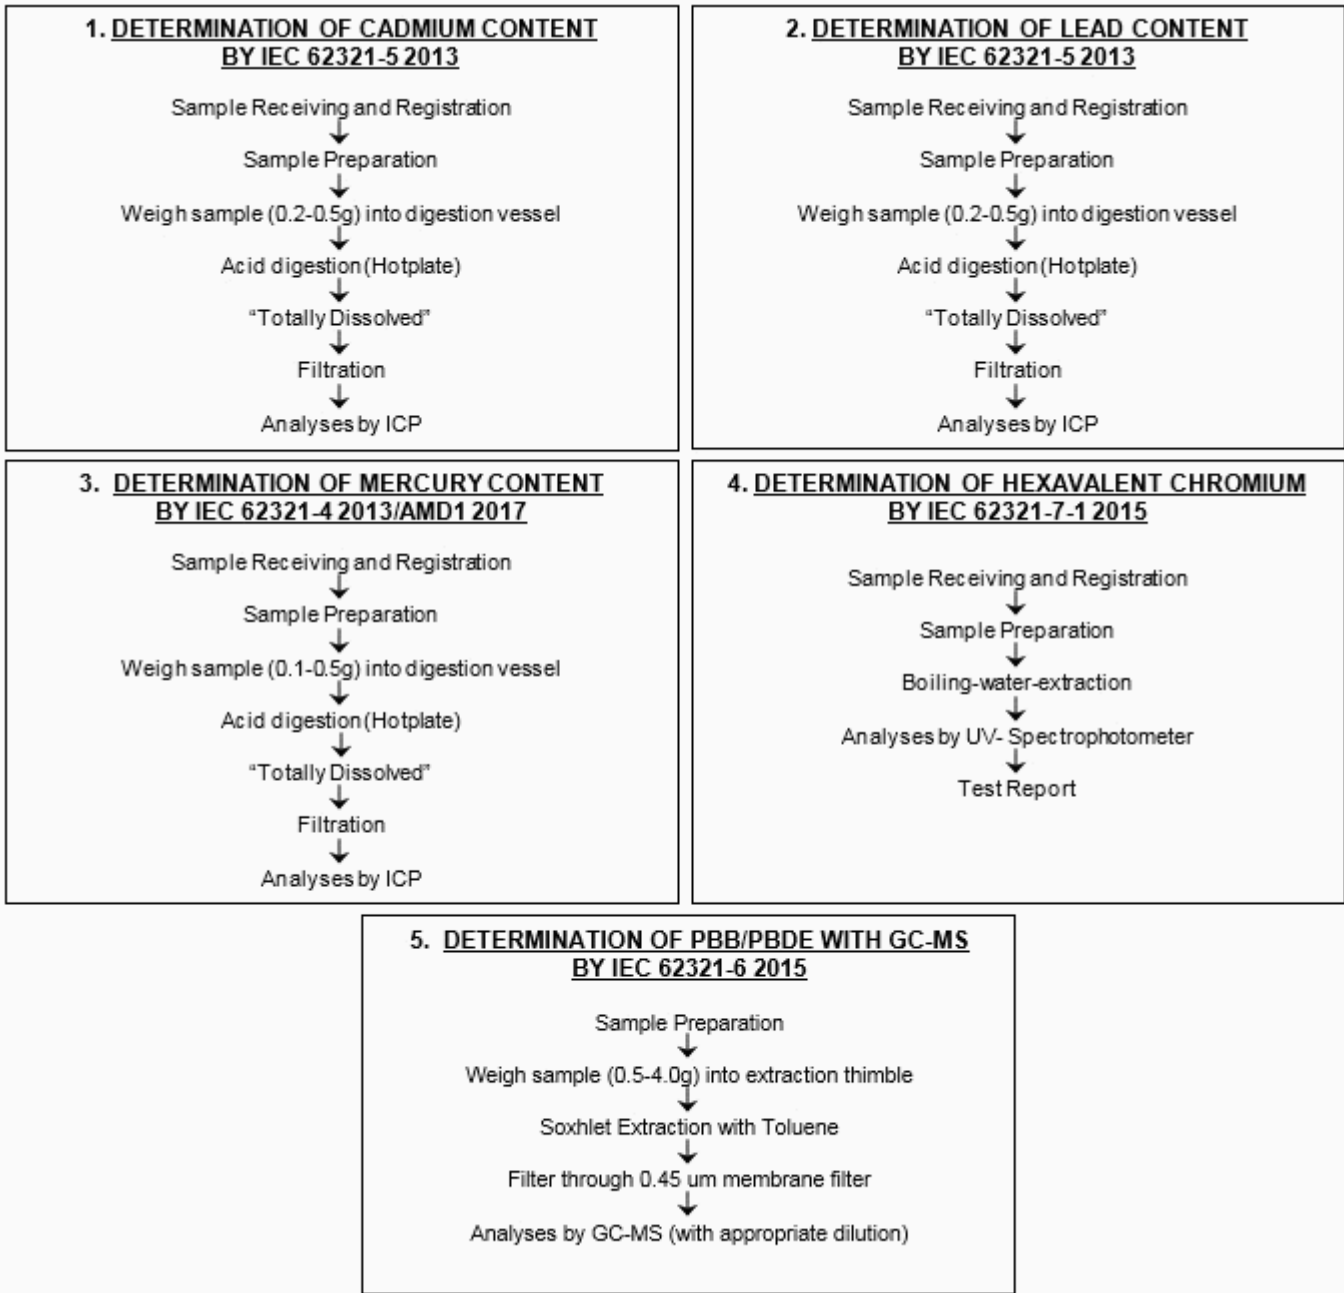 1. DETERMINATION OF CADMIUM CONTENT
BY IEC 62321-5 2013
Sample Receiving and Registration
Sample Preparation
Weigh sample (0.2-0.5g) into digestion vessel
Acid digestion (Hotplate)
“Totally Dissolved”
Filtration
Analyses by ICP
2. DETERMINATION OF LEAD CONTENT
BY IEC 62321-5 2013
Sample Receiving and Registration
Sample Preparation
Weigh sample (0.2-0.5g) into digestion vessel
Acid digestion (Hotplate)
“Totally Dissolved”
Filtration
Analyses by ICP
3. DETERMINATION OF MERCURY CONTENT
BY IEC 62321-4 2013/AMD1 2017
Sample Receiving and Registration
Sample Preparation
Weigh sample (0.1-0.5g) into digestion vessel
Acid digestion (Hotplate)
“Totally Dissolved”
Filtration
Analyses by ICP
4. DETERMINATION OF HEXAVALENT CHROMIUM
BY IEC 62321-7-1 2015
Sample Receiving and Registration
Sample Preparation
Boiling-water-extraction
Analyses by UV- Spectrophotometer
Test Report
5. DETERMINATION OF PBB/PBDE WITH GC-MS
BY IEC 62321-6 2015
Sample Preparation
Weigh sample (0.5-4.0g) into extraction thimble
Soxhlet Extraction with Toluene
Filter through 0.45 um membrane filter
Analyses by GC-MS (with appropriate dilution)